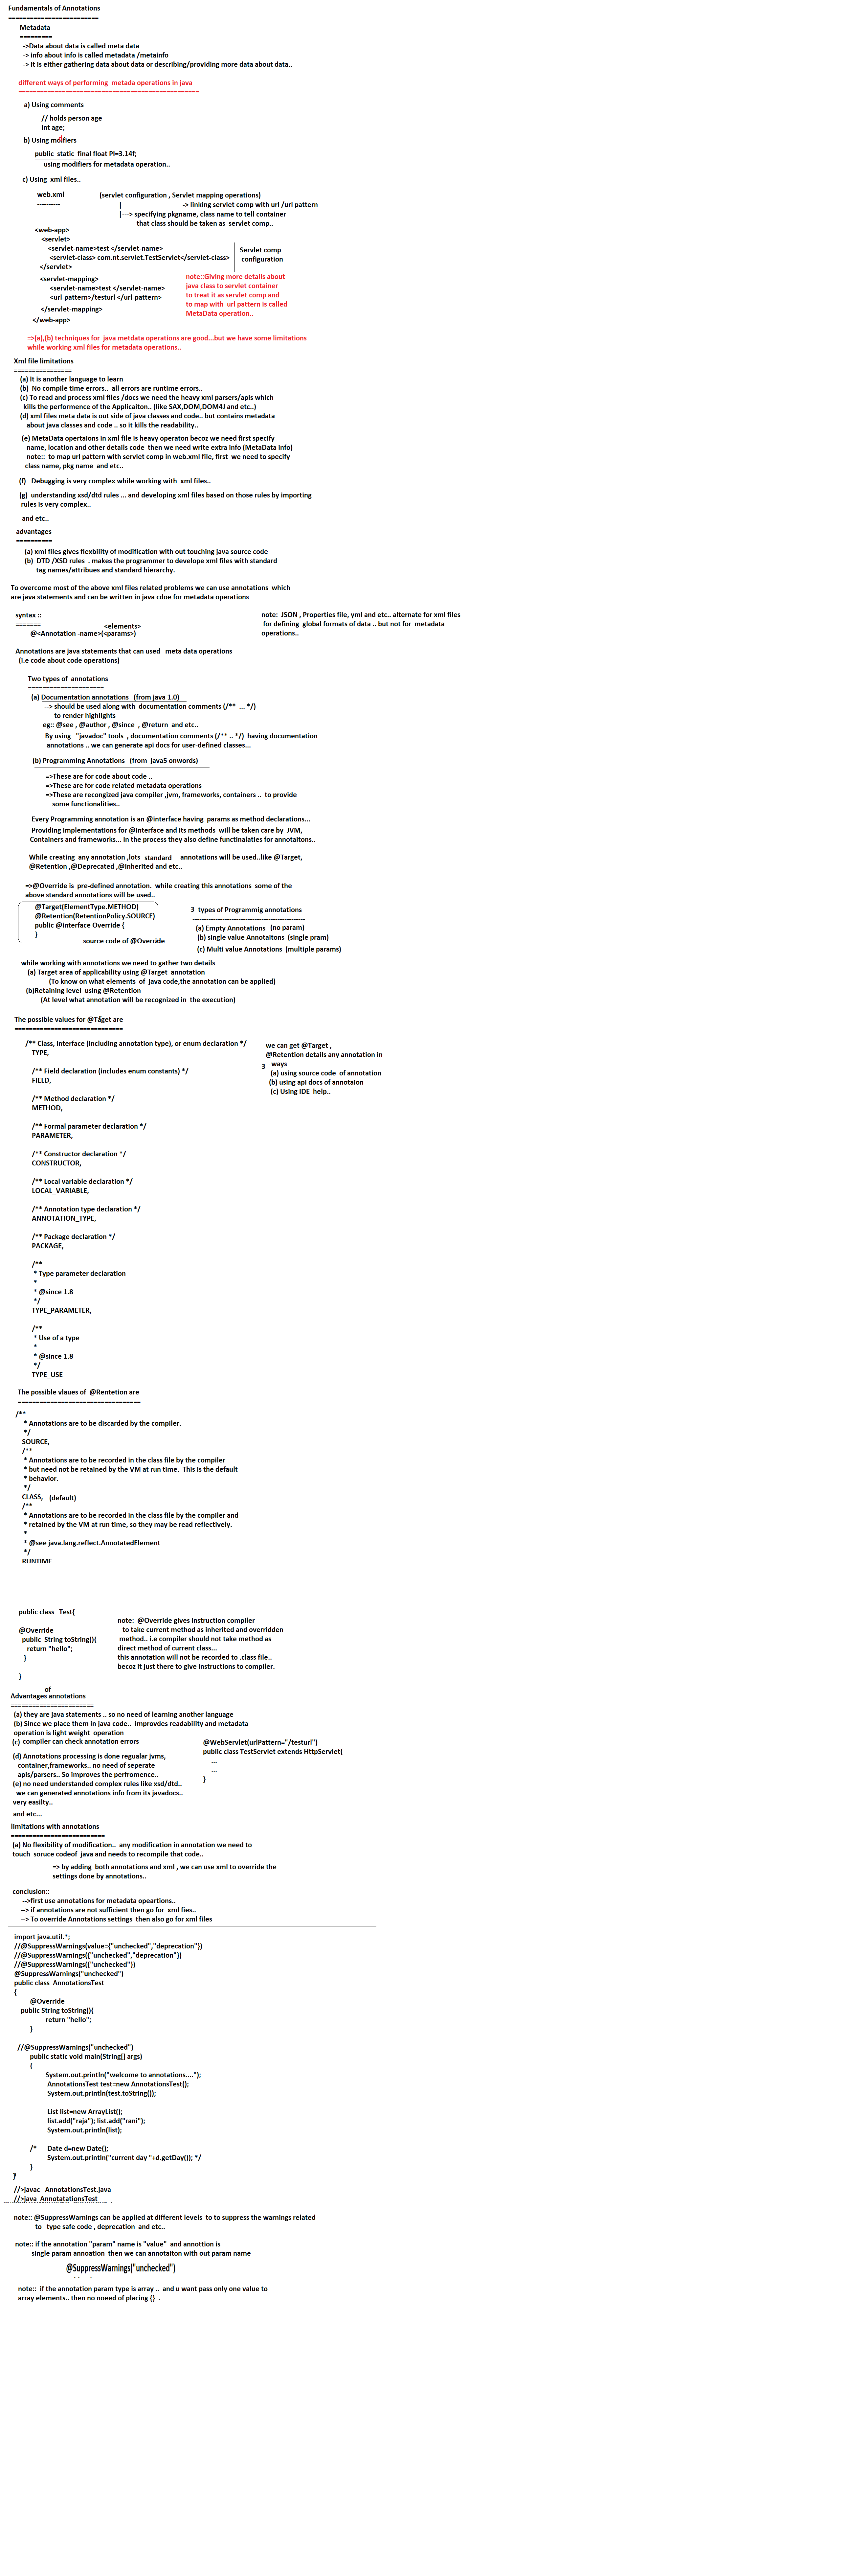 Fundamentals of Annotations
=========================
Metadata
=========
->Data about data is called meta data
-> info about info is called metadata /metainfo
-> It is either gathering data about data or describing/providing more data about data..
different ways of performing  metada operations in java
==================================================
a) Using comments
// holds person age
int age;
b) Using modifiers
public  static  final float PI=3.14f;
using modifiers for metadata operation..
c) Using  xml files..
web.xml          (servlet configuration , Servlet mapping operations)
----------          |          -> linking servlet comp with url /url pattern
|---> specifying pkgname, class name to tell container
that class should be taken as  servlet comp..
<web-app>
<servlet>
<servlet-name>test </servlet-name>
<servlet-class> com.nt.servlet.TestServlet</servlet-class>
</servlet>
Servlet comp
configuration
<servlet-mapping>
<servlet-name>test </servlet-name>
<url-pattern>/testurl </url-pattern>
</servlet-mapping>
</web-app>
note::Giving more details about
java class to servlet container
to treat it as servlet comp and
to map with  url pattern is called
MetaData operation..
=>(a),(b) techniques for  java metdata operations are good...but we have some limitations
while working xml files for metadata operations..
Xml file limitations
================
(a) It is another language to learn
(b)  No compile time errors..  all errors are runtime errors..
(c) To read and process xml files /docs we need the heavy xml parsers/apis which
kills the performence of the Applicaiton.. (like SAX,DOM,DOM4J and etc..)
(d) xml files meta data is out side of java classes and code.. but contains metadata
about java classes and code .. so it kills the readability..
(e) MetaData opertaions in xml file is heavy operaton becoz we need first specify
name, location and other details code  then we need write extra info (MetaData info)
note::  to map url pattern with servlet comp in web.xml file, first  we need to specify
class name, pkg name  and etc..
(f)   Debugging is very complex while working with  xml files..
(g)  understanding xsd/dtd rules ... and developing xml files based on those rules by importing
rules is very complex..
and etc..
advantages
==========
(a) xml files gives flexbility of modification with out touching java source code
(b)  DTD /XSD rules  . makes the programmer to develope xml files with standard
tag names/attribues and standard hierarchy.
To overcome most of the above xml files related problems we can use annotations  which
are java statements and can be written in java cdoe for metadata operations
syntax ::
=======
<elements>
@<Annotation -name>(<params>)
note:  JSON , Properties file, yml and etc.. alternate for xml files
for defining  global formats of data .. but not for  metadata
operations..
Annotations are java statements that can used   meta data operations
(i.e code about code operations)
Two types of  annotations
=====================
(a) Documentation annotations   (from java 1.0)
--> should be used along with  documentation comments (/**  ... */)
to render highlights
eg:: @see , @author , @since  , @return  and etc..
By using   "javadoc" tools  , documentation comments (/** .. */)  having documentation
annotations .. we can generate api docs for user-defined classes...
(b) Programming Annotations   (from  java5 onwords)
=>These are for code about code ..
=>These are for code related metadata operations
=>These are recongized java compiler ,jvm, frameworks, containers ..  to provide
some functionalities..
Every Programming annotation is an @interface having  params as method declarations...
Providing implementations for @interface and its methods  will be taken care by  JVM,
Containers and frameworks... In the process they also define functinalaties for annotaitons..
While creating  any annotation ,lots  standard  annotations will be used..like @Target,
@Retention ,@Deprecated ,@Inherited and etc..
=>@Override is  pre-defined annotation.  while creating this annotations  some of the
above standard annotations will be used..
@Target(ElementType.METHOD)
@Retention(RetentionPolicy.SOURCE)
public @interface Override {
}
source code of @Override
3  types of Programmig annotations
------------------------------------------------
(a) Empty Annotations  (no param)
(b) single value Annotaitons  (single pram)
(c) Multi value Annotations  (multiple params)
while working with annotations we need to gather two details
(a) Target area of applicability using @Target  annotation
(To know on what elements  of  java code,the annotation can be applied)
(b)Retaining level  using @Retention
(At level what annotation will be recognized in  the execution)
The possible values for @Target are
==============================
/** Class, interface (including annotation type), or enum declaration */
TYPE,
/** Field declaration (includes enum constants) */
FIELD,
/** Method declaration */
METHOD,
/** Formal parameter declaration */
PARAMETER,
/** Constructor declaration */
CONSTRUCTOR,
/** Local variable declaration */
LOCAL_VARIABLE,
/** Annotation type declaration */
ANNOTATION_TYPE,
/** Package declaration */
PACKAGE,
/**
* Type parameter declaration
*
* @since 1.8
*/
TYPE_PARAMETER,
/**
* Use of a type
*
* @since 1.8
*/
TYPE_USE
we can get @Target ,
@Retention details any annotation in
3  ways
(a) using source code  of annotation
(b) using api docs of annotaion
(c) Using IDE  help..
The possible vlaues of  @Rentetion are
==================================
/**
* Annotations are to be discarded by the compiler.
*/
SOURCE,
/**
* Annotations are to be recorded in the class file by the compiler
* but need not be retained by the VM at run time.  This is the default
* behavior.
*/
CLASS,   (default)
/**
* Annotations are to be recorded in the class file by the compiler and
* retained by the VM at run time, so they may be read reflectively.
*
* @see java.lang.reflect.AnnotatedElement
*/
RUNTIME
public class   Test{
@Override
public  String toString(){
return "hello";
}
}
note:  @Override gives instruction compiler
to take current method as inherited and overridden
method.. i.e compiler should not take method as
direct method of current class...
this annotation will not be recorded to .class file..
becoz it just there to give instructions to compiler.
of
Advantages annotations
=======================
(a) they are java statements .. so no need of learning another language
(b) Since we place them in java code..  improvdes readability and metadata
operation is light weight  operation
(c)  compiler can check annotation errors
(d) Annotations processing is done regualar jvms,
container,frameworks.. no need of seperate
apis/parsers.. So improves the perfromence..
(e) no need understanded complex rules like xsd/dtd..
we can generated annotations info from its javadocs..
very easilty..
and etc...
@WebServlet(urlPattern="/testurl")
public class TestServlet extends HttpServlet{
...
...
}
limitations with annotations
==========================
(a) No flexibility of modification..  any modification in annotation we need to
touch  soruce codeof  java and needs to recompile that code..
=> by adding  both annotations and xml , we can use xml to override the
settings done by annotations..
conclusion::
-->first use annotations for metadata opeartions..
--> if annotations are not sufficient then go for  xml fies..
--> To override Annotations settings  then also go for xml files
import java.util.*;
//@SuppressWarnings(value={"unchecked","deprecation"})
//@SuppressWarnings({"unchecked","deprecation"})
//@SuppressWarnings({"unchecked"})
@SuppressWarnings("unchecked")
public class  AnnotationsTest
{
@Override
public String toString(){
return "hello";
}
//@SuppressWarnings("unchecked")
public static void main(String[] args)
{
System.out.println("welcome to annotations....");
AnnotationsTest test=new AnnotationsTest();
System.out.println(test.toString());
List list=new ArrayList();
list.add("raja"); list.add("rani");
System.out.println(list);
/*      Date d=new Date();
System.out.println("current day "+d.getDay()); */
}
}
//>javac   AnnotationsTest.java
//>java  AnnotatationsTest
note:: @SuppressWarnings can be applied at different levels  to to suppress the warnings related
to   type safe code , deprecation  and etc..
note:: if the annotation "param" name is "value"  and annottion is
single param annoation  then we can annotaiton with out param name
@SuppressWarnings("unchecked")
note::  if the annotation param type is array ..  and u want pass only one value to
array elements.. then no noeed of placing {}  .